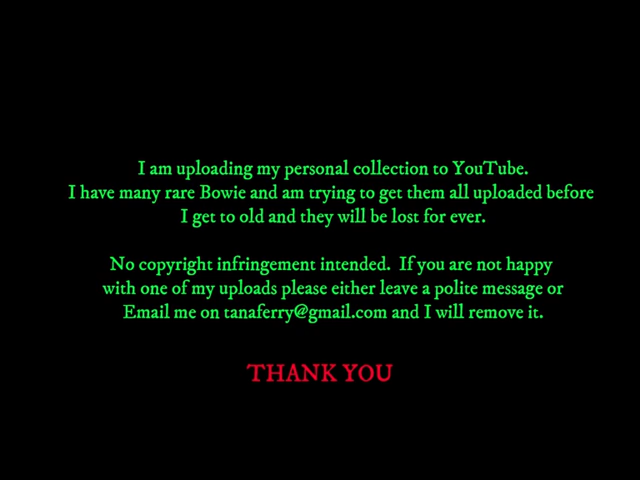 I am uploading my personal collection to YouTube.
I have many rare Bowie and am trying to get them all uploaded before
I get to old and they will be lost for ever.
No copyright infringement intended.  If you are not happy
with one of my uploads please either leave a polite message or
Email me on tanaferry@gmail.com and I will remove it.
THANK YOU